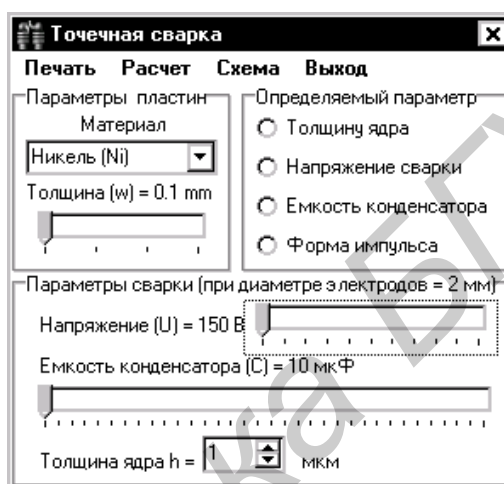 Точечная сварка
Печать Расчет Схема Выход
Параметры пластин
Материал
Никель (Ni)
Толщина (w) = 0.1 mm
Определяемый параметр
Толщину ядра
Напряжение сварки
Емкость конденсатора
Форма импульса
Параметры сварки (при диаметре электродов = 2 мм)
Напряжение (U) = 150 В
Емкость конденсатора (C) = 10 мкФ
Толщина ядра h = 1 мкм